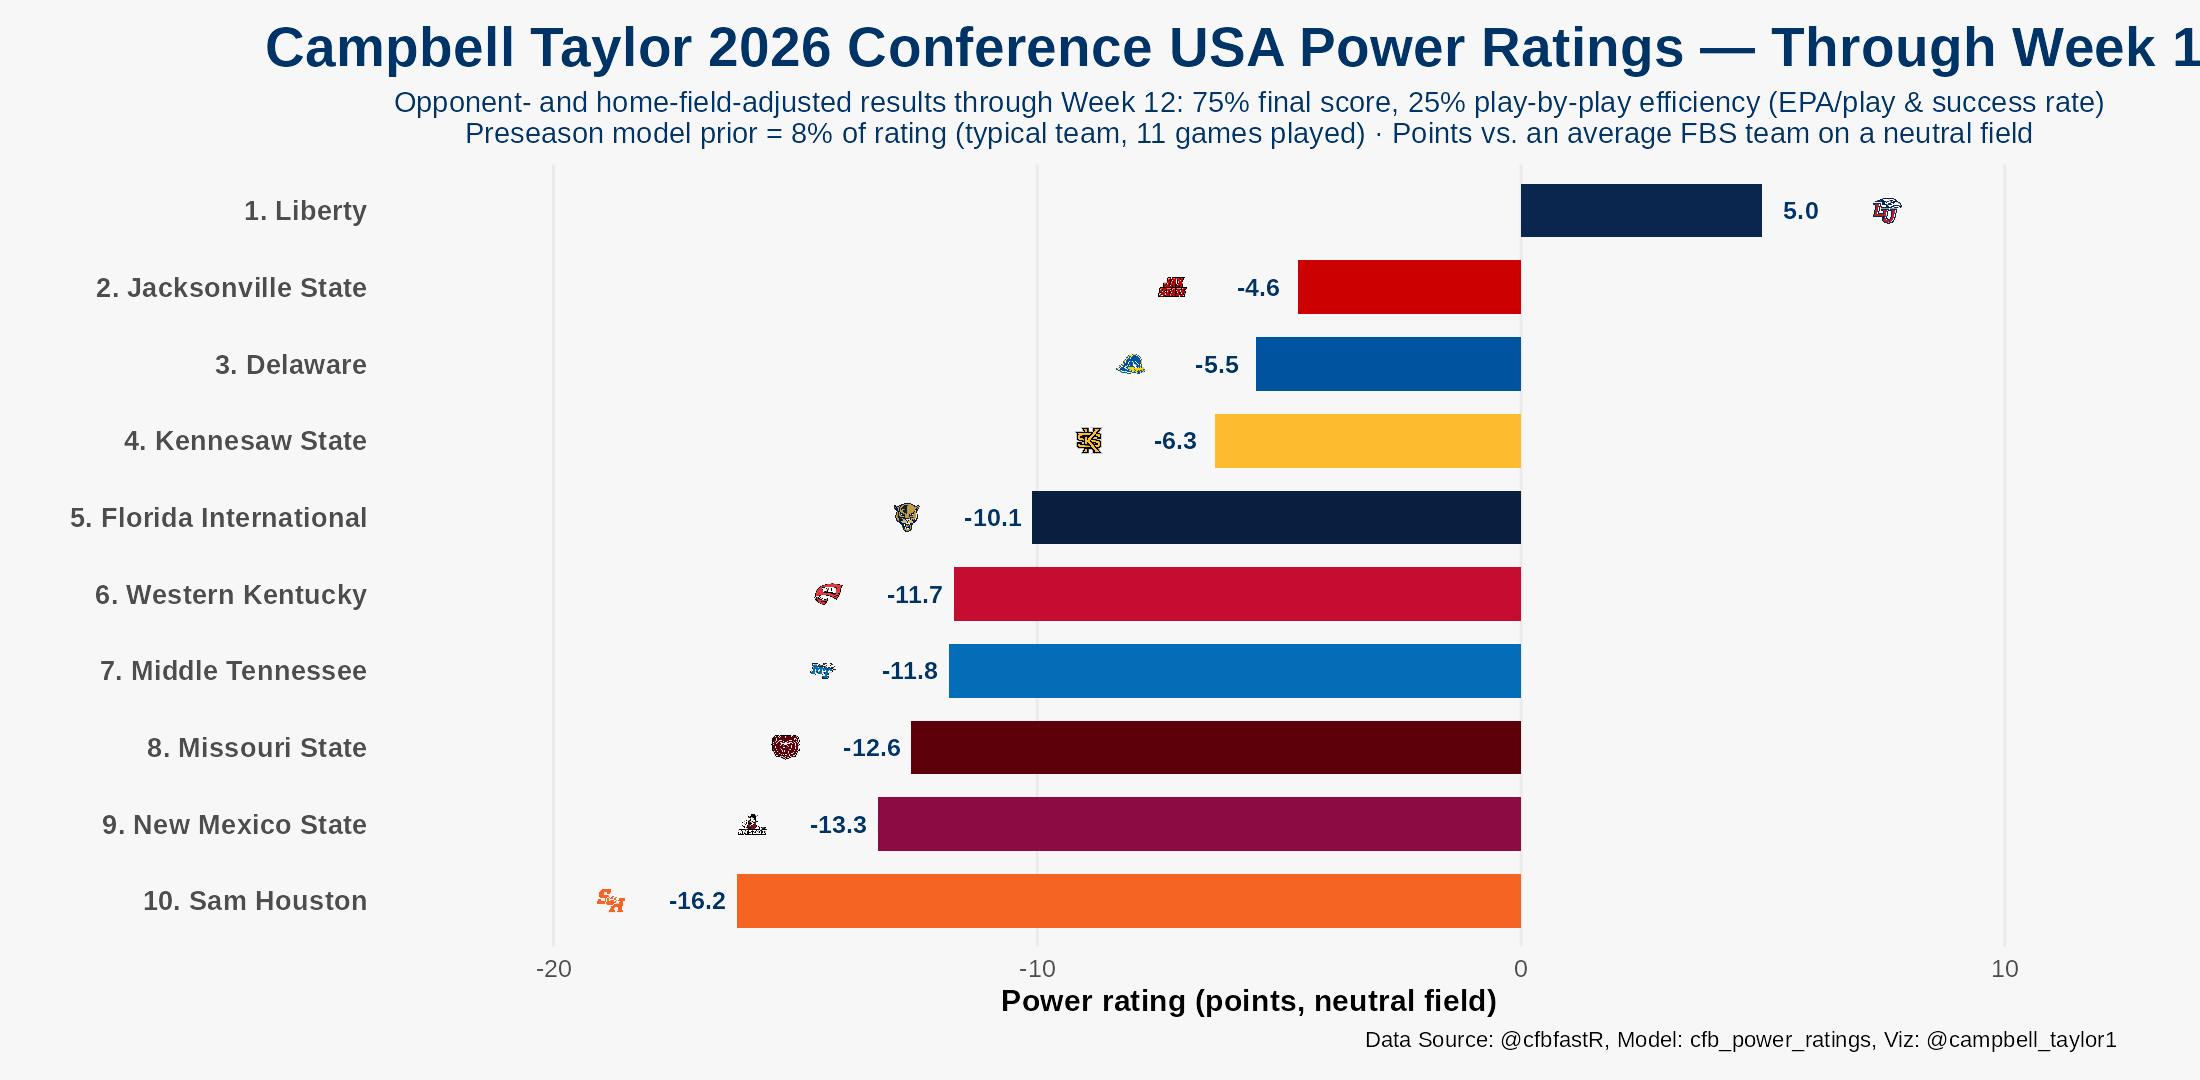 Campbell Taylor 2026 Conference USA Power Ratings — Through Week 1
Opponent- and home-field-adjusted results through Week 12: 75% final score, 25% play-by-play efficiency (EPA/play & success rate)
Preseason model prior = 8% of rating (typical team, 11 games played) · Points vs. an average FBS team on a neutral field
1. Liberty 5.0
2. Jacksonville State -4.6
3. Delaware -5.5
4. Kennesaw State -6.3
5. Florida International -10.1
6. Western Kentucky -11.7
7. Middle Tennessee -11.8
8. Missouri State -12.6
9. New Mexico State -13.3
10. Sam Houston -16.2
-20 -10 0 10
Power rating (points, neutral field)
Data Source: @cfbfastR, Model: cfb_power_ratings, Viz: @campbell_taylor1